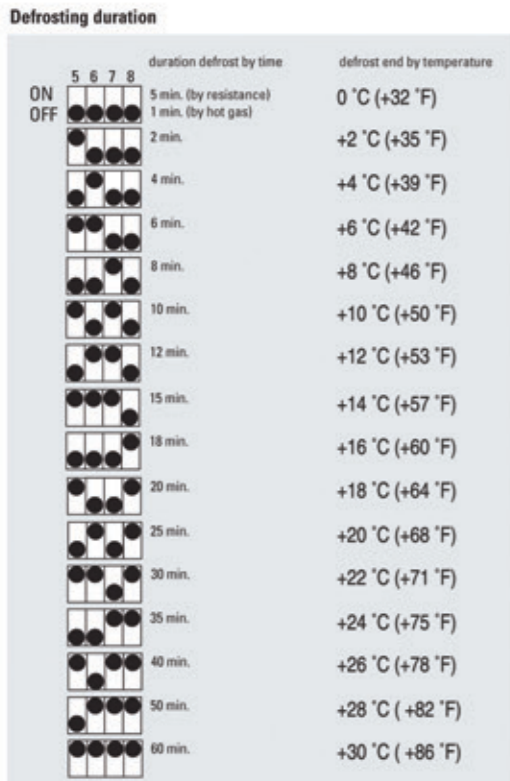 Defrosting duration
duration defrost by time defrost end by temperature
5 6 7 8
ON 5 min. (by resistance) 0 ˚C (+32 ˚F)
OFF 1 min. (by hot gas)
2 min. +2 ˚C (+35 ˚F)
4 min. +4 ˚C (+39 ˚F)
6 min. +6 ˚C (+42 ˚F)
8 min. +8 ˚C (+46 ˚F)
10 min. +10 ˚C (+50 ˚F)
12 min. +12 ˚C (+53 ˚F)
15 min. +14 ˚C (+57 ˚F)
18 min. +16 ˚C (+60 ˚F)
20 min. +18 ˚C (+64 ˚F)
25 min. +20 ˚C (+68 ˚F)
30 min. +22 ˚C (+71 ˚F)
35 min. +24 ˚C (+75 ˚F)
40 min. +26 ˚C (+78 ˚F)
50 min. +28 ˚C ( +82 ˚F)
60 min. +30 ˚C ( +86 ˚F)